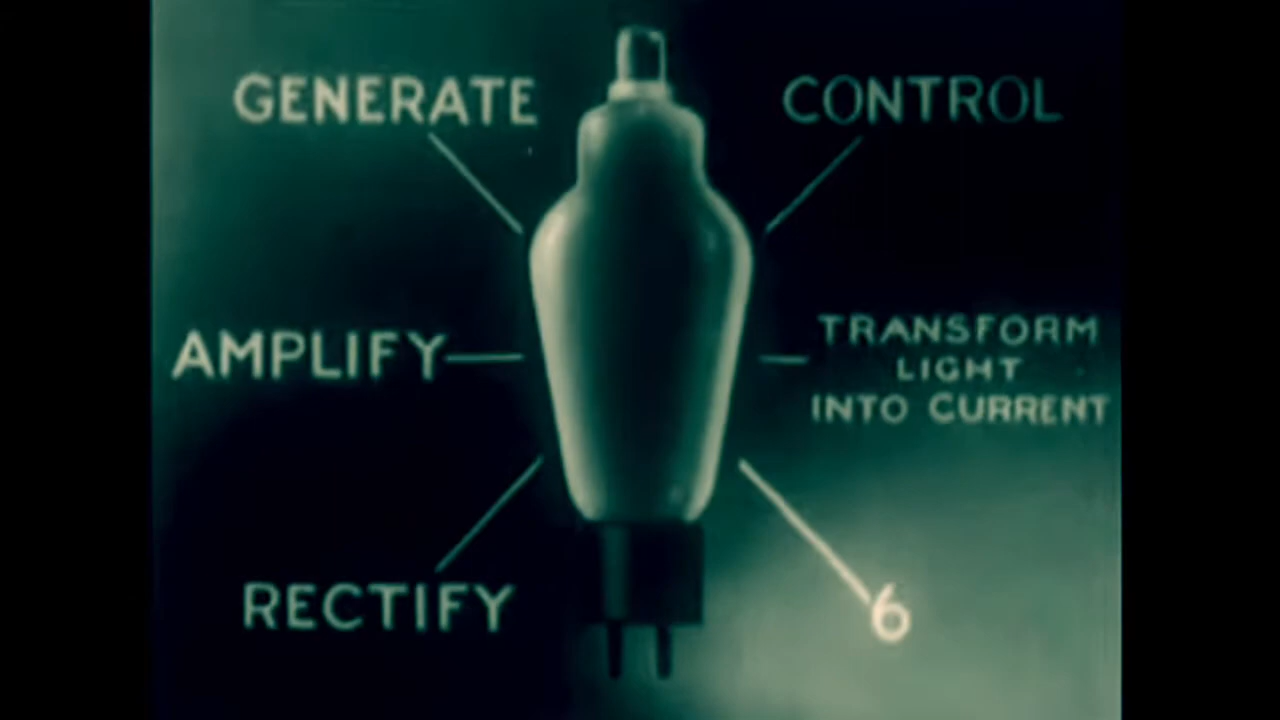 GENERATE
CONTROL
AMPLIFY
TRANSFORM
LIGHT
INTO CURRENT
RECTIFY
6